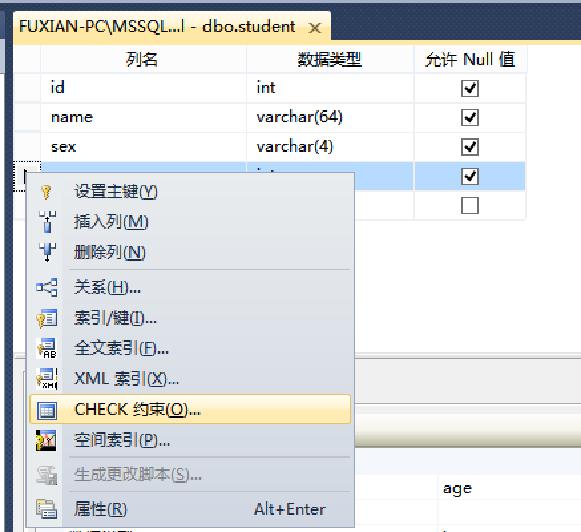 FUXIAN-PC\MSSQL...l - dbo.student
列名 数据类型 允许 Null 值
id int
name varchar(64)
sex varchar(4)
设置主键(Y)
插入列(M)
删除列(N)
关系(H)...
索引/键(I)...
全文索引(F)...
XML 索引(X)...
CHECK 约束(O)...
空间索引(P)...
生成更改脚本(S)...
属性(R) Alt+Enter
age